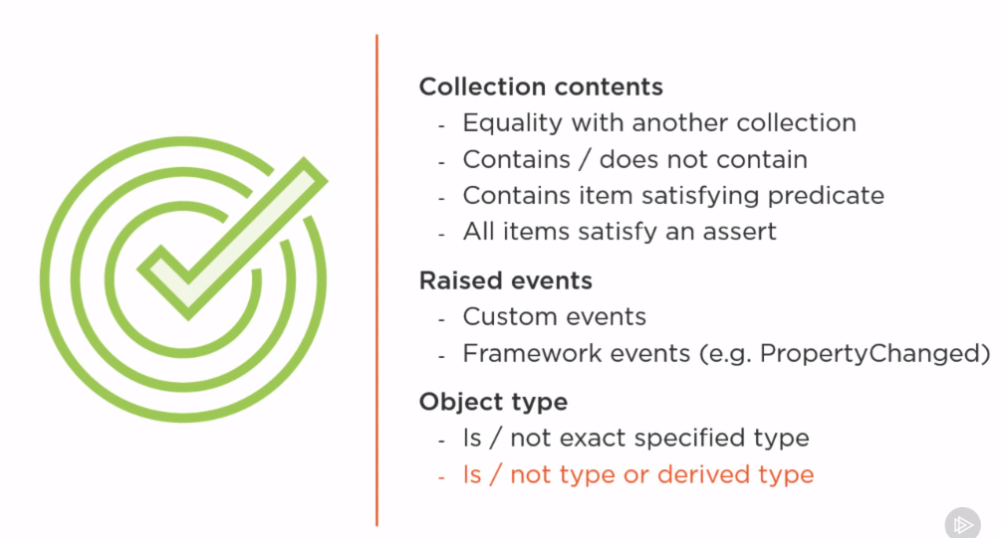 Collection contents
- Equality with another collection
- Contains / does not contain
- Contains item satisfying predicate
- All items satisfy an assert
Raised events
- Custom events
- Framework events (e.g. PropertyChanged)
Object type
- Is / not exact specified type
- Is / not type or derived type